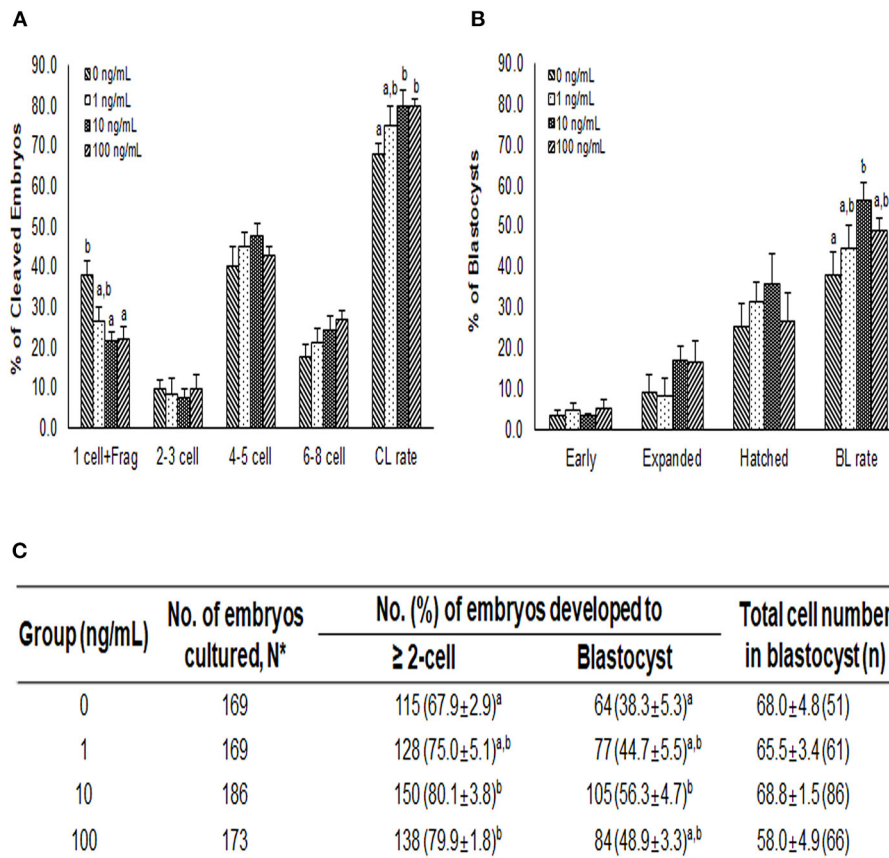 A
% of Cleaved Embryos
90.0
80.0
70.0
60.0
50.0
40.0
30.0
20.0
10.0
0.0
0 ng/mL
1 ng/mL
10 ng/mL
100 ng/mL
b
a,b
a
a
a
a,b
b
b
1 cell+Frag 2-3 cell 4-5 cell 6-8 cell CL rate
B
% of Blastocysts
90.0
80.0
70.0
60.0
50.0
40.0
30.0
20.0
10.0
0.0
0 ng/mL
1 ng/mL
10 ng/mL
100 ng/mL
a
a,b
b
a,b
Early Expanded Hatched BL rate
C
Group (ng/mL) No. of embryos cultured, N* No. (%) of embryos developed to Total cell number in blastocyst (n)
≥ 2-cell Blastocyst
0 169 115 (67.9±2.9)ᵃ 64 (38.3±5.3)ᵃ 68.0±4.8 (51)
1 169 128 (75.0±5.1)ᵃ,ᵇ 77 (44.7±5.5)ᵃ,ᵇ 65.5±3.4 (61)
10 186 150 (80.1±3.8)ᵇ 105 (56.3±4.7)ᵇ 68.8±1.5 (86)
100 173 138 (79.9±1.8)ᵇ 84 (48.9±3.3)ᵃ,ᵇ 58.0±4.9 (66)